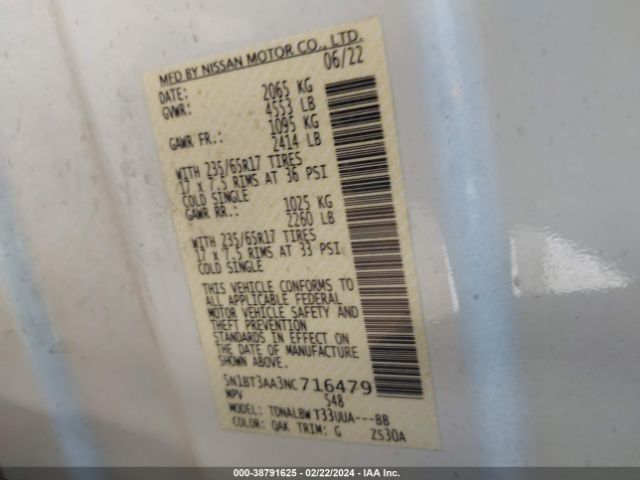 MFD BY NISSAN MOTOR CO., LTD.
DATE: 06/22
GVWR: 2065 KG
4553 LB
GAWR FR.: 1095 KG
2414 LB
WITH 235/65R17 TIRES
17 x 7.5 RIMS AT 36 PSI
COLD SINGLE
GAWR RR.: 1025 KG
2260 LB
WITH 235/65R17 TIRES
17 x 7.5 RIMS AT 33 PSI
COLD SINGLE
THIS VEHICLE CONFORMS TO
ALL APPLICABLE FEDERAL
MOTOR VEHICLE SAFETY AND
THEFT PREVENTION
STANDARDS IN EFFECT ON
THE DATE OF MANUFACTURE
SHOWN ABOVE.
5N1BT3AA3NC716479
MPV 548
MODEL: TDNALBW T33UUA---BB
COLOR: QAK TRIM: G ZS30A
000-38791625 - 02/22/2024 - IAA Inc.